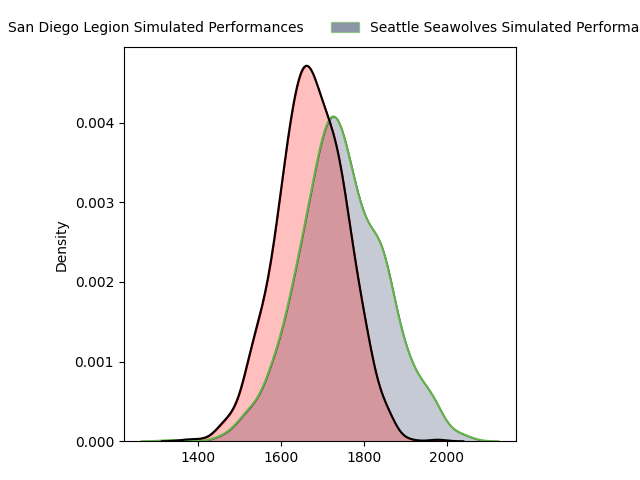 San Diego Legion Simulated Performances Seattle Seawolves Simulated Performa
0.004
0.003
0.002
0.001
0.000
Density
1400 1600 1800 2000